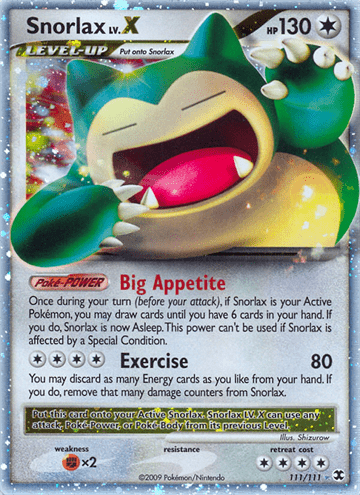 Snorlax LV.X HP 130
LEVEL-UP Put onto Snorlax
Poké-POWER Big Appetite
Once during your turn (before your attack), if Snorlax is your Active
Pokémon, you may draw cards until you have 6 cards in your hand. If
you do, Snorlax is now Asleep. This power can't be used if Snorlax is
affected by a Special Condition.
Exercise 80
You may discard as many Energy cards as you like from your hand. If
you do, remove that many damage counters from Snorlax.
Put this card onto your Active Snorlax. Snorlax LV.X can use any
attack, Poké-Power, or Poké-Body from its previous Level.
Illus. Shizurow
weakness resistance retreat cost
×2
©2009 Pokémon/Nintendo 111/111